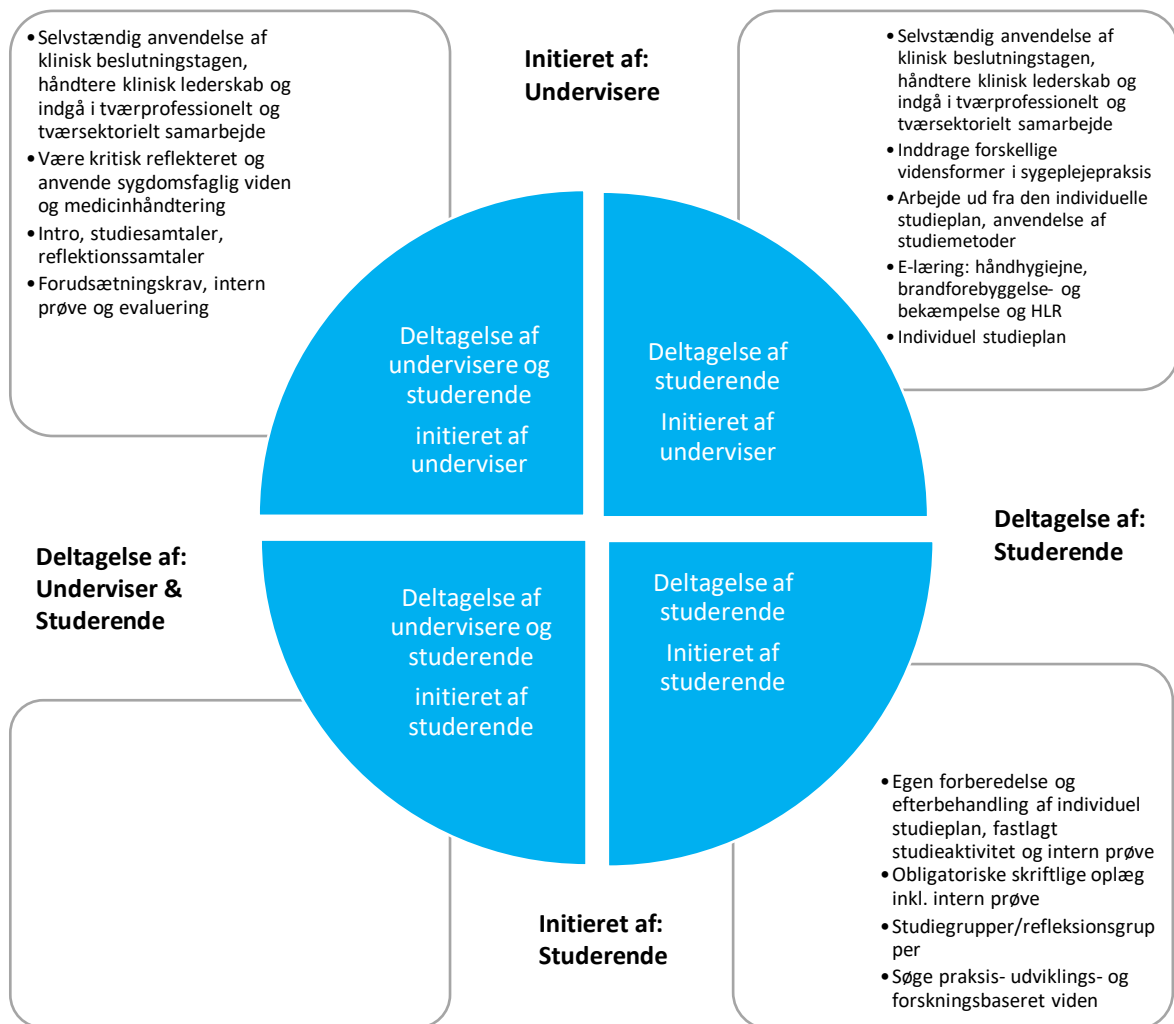 •Selvstændig anvendelse af
klinisk beslutningstagen,
håndtere klinisk lederskab og
indgå i tværprofessionelt og
tværsektorielt samarbejde
•Være kritisk reflekteret og
anvende sygdomsfaglig viden
og medicinhåndtering
•Intro, studiesamtaler,
reflektionssamtaler
•Forudsætningskrav, intern
prøve og evaluering
Initieret af:
Undervisere
•Selvstændig anvendelse af
klinisk beslutningstagen,
håndtere klinisk lederskab og
indgå i tværprofessionelt og
tværsektorielt samarbejde
•Inddrage forskellige
vidensformer i sygeplejepraksis
•Arbejde ud fra den individuelle
studieplan, anvendelse af
studiemetoder
•E-læring: håndhygiejne,
brandforebyggelse- og
bekæmpelse og HLR
•Individuel studieplan
Deltagelse af
undervisere og
studerende
initieret af
underviser
Deltagelse af
studerende
Initieret af
underviser
Deltagelse af:
Underviser &
Studerende
Deltagelse af:
Studerende
Deltagelse af
undervisere og
studerende
initieret af
studerende
Deltagelse af
studerende
Initieret af
studerende
Initieret af:
Studerende
•Egen forberedelse og
efterbehandling af individuel
studieplan, fastlagt
studieaktivitet og intern prøve
•Obligatoriske skriftlige oplæg
inkl. intern prøve
•Studiegrupper/refleksionsgrup
per
•Søge praksis- udviklings- og
forskningsbaseret viden